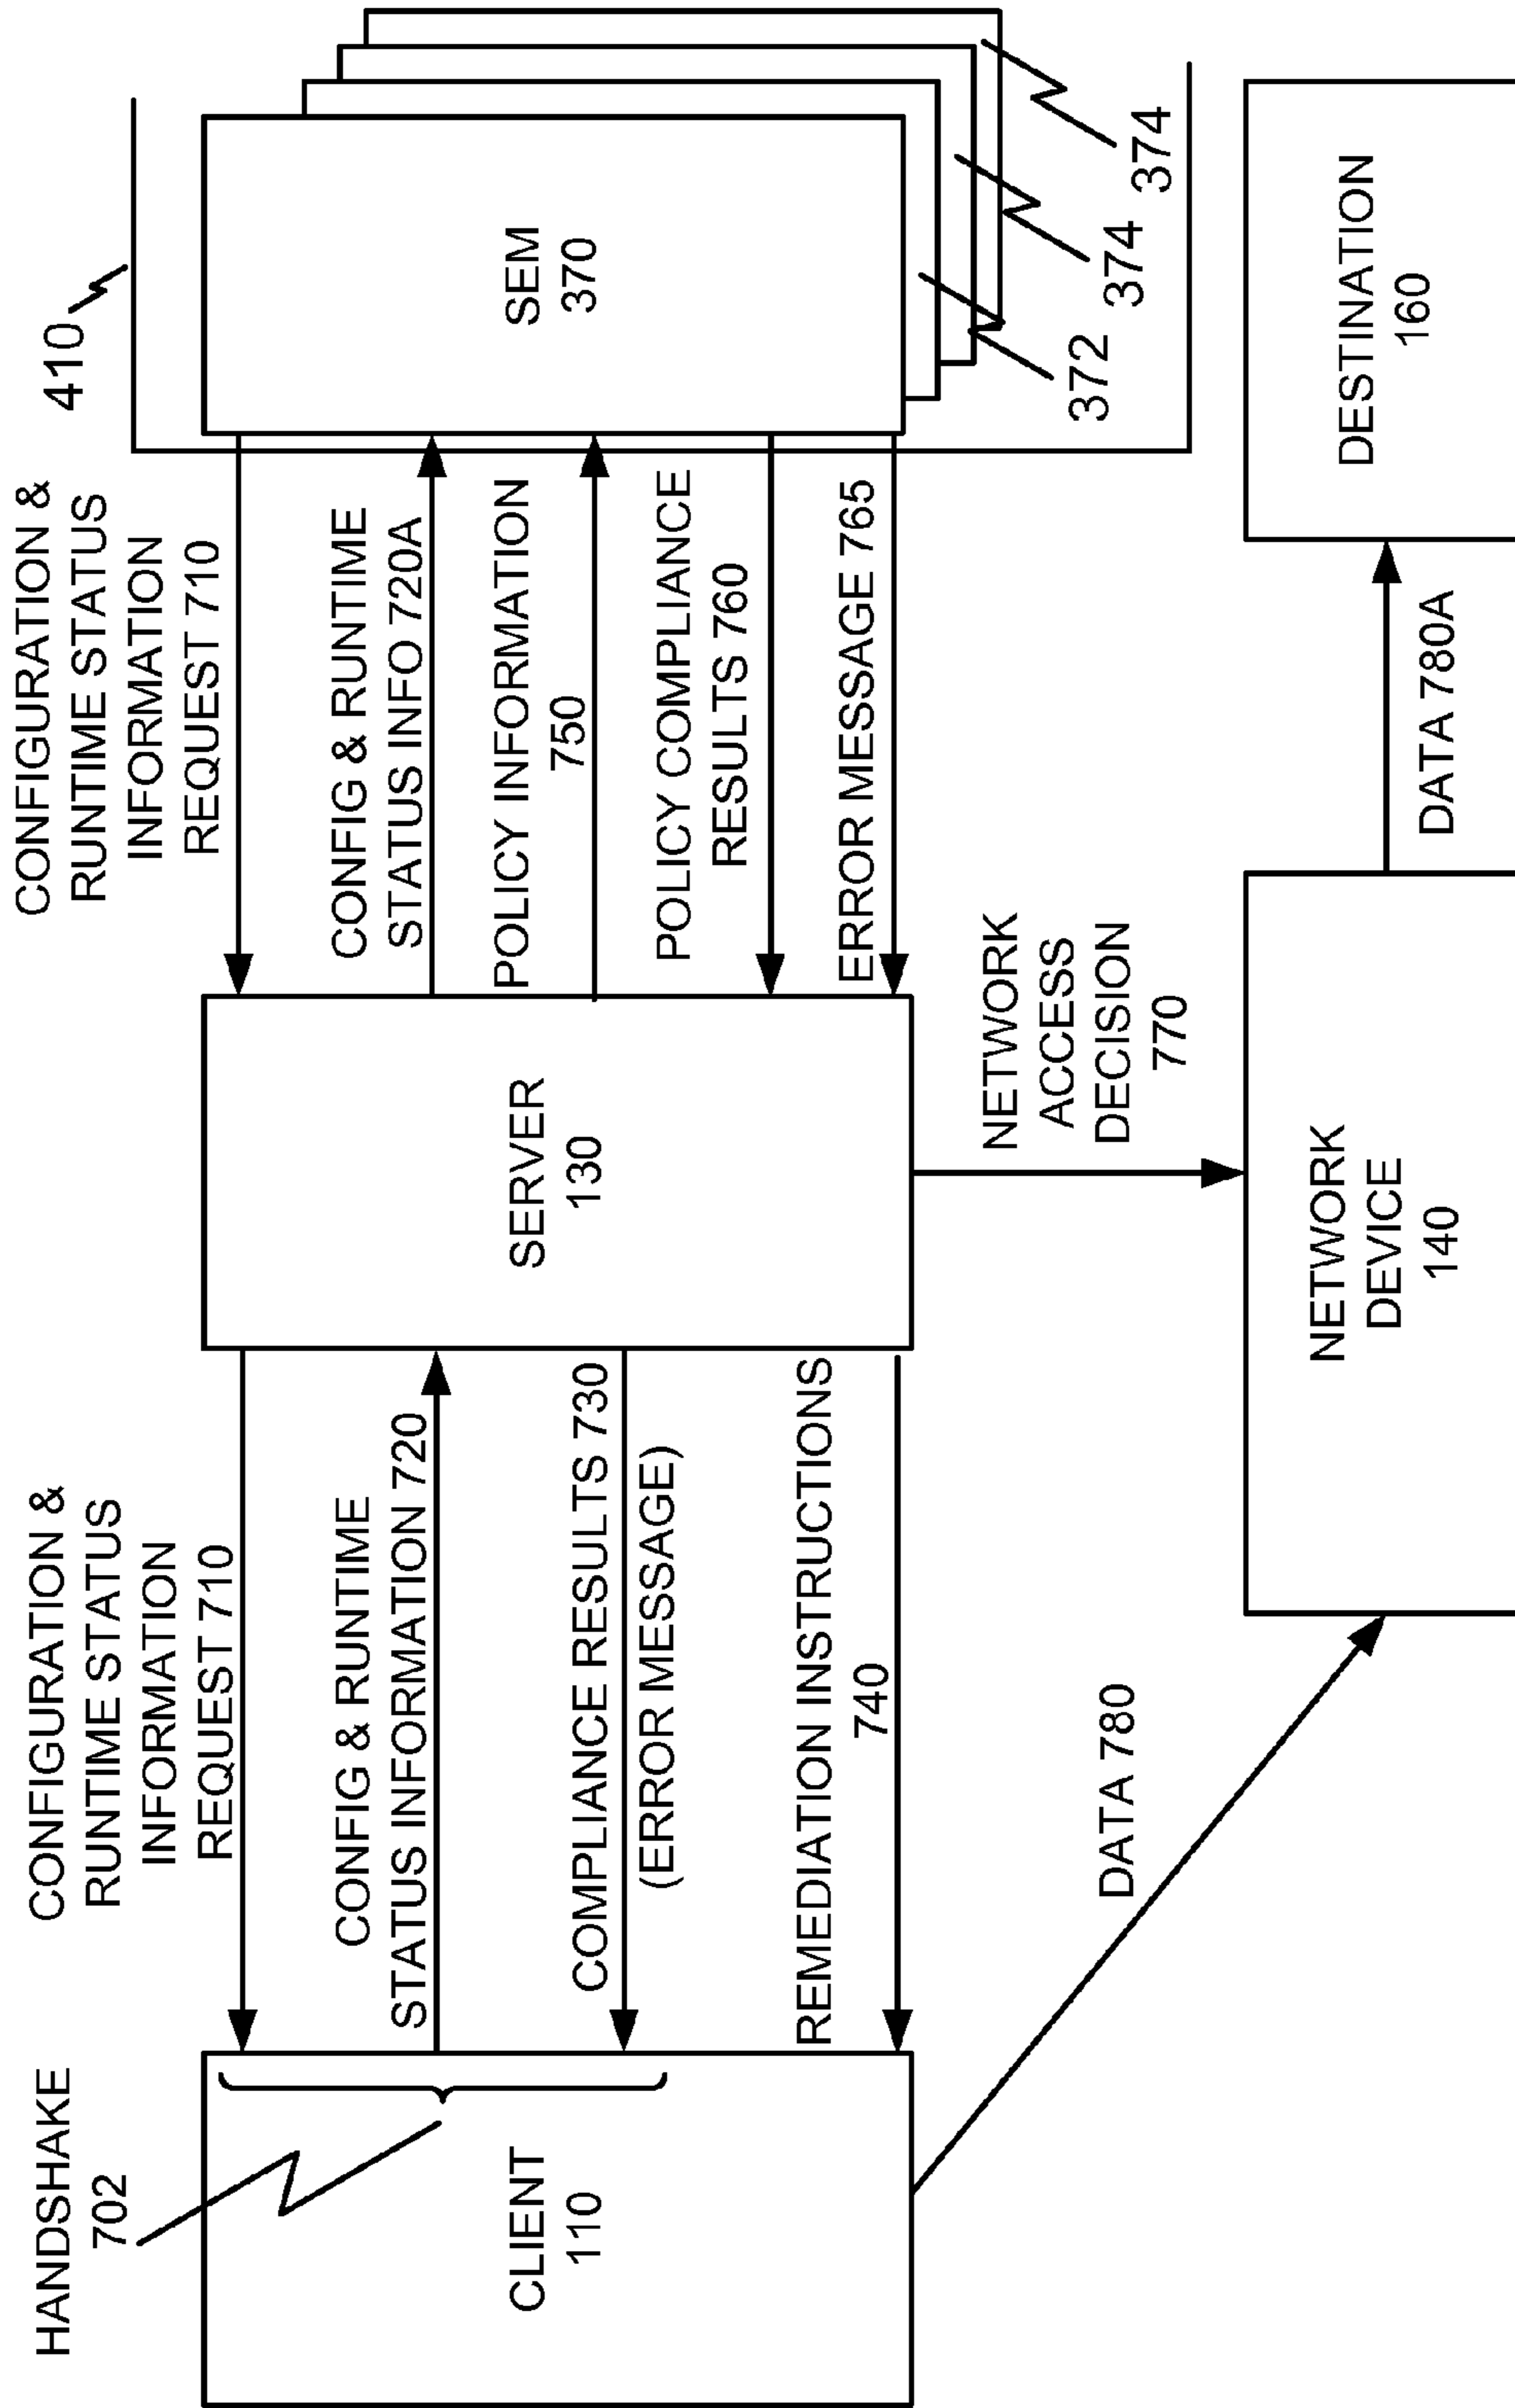 HANDSHAKE
702
CONFIGURATION &
RUNTIME STATUS
INFORMATION
REQUEST 710
CONFIG & RUNTIME
STATUS INFORMATION 720
COMPLIANCE RESULTS 730
(ERROR MESSAGE)
REMEDIATION INSTRUCTIONS
740
CLIENT
110
SERVER
130
CONFIGURATION &
RUNTIME STATUS
INFORMATION
REQUEST 710
CONFIG & RUNTIME
STATUS INFO 720A
POLICY INFORMATION
750
POLICY COMPLIANCE
RESULTS 760
ERROR MESSAGE 765
410
SEM
370
372
374
374
NETWORK
ACCESS
DECISION
770
DATA 780
NETWORK
DEVICE
140
DATA 780A
DESTINATION
160